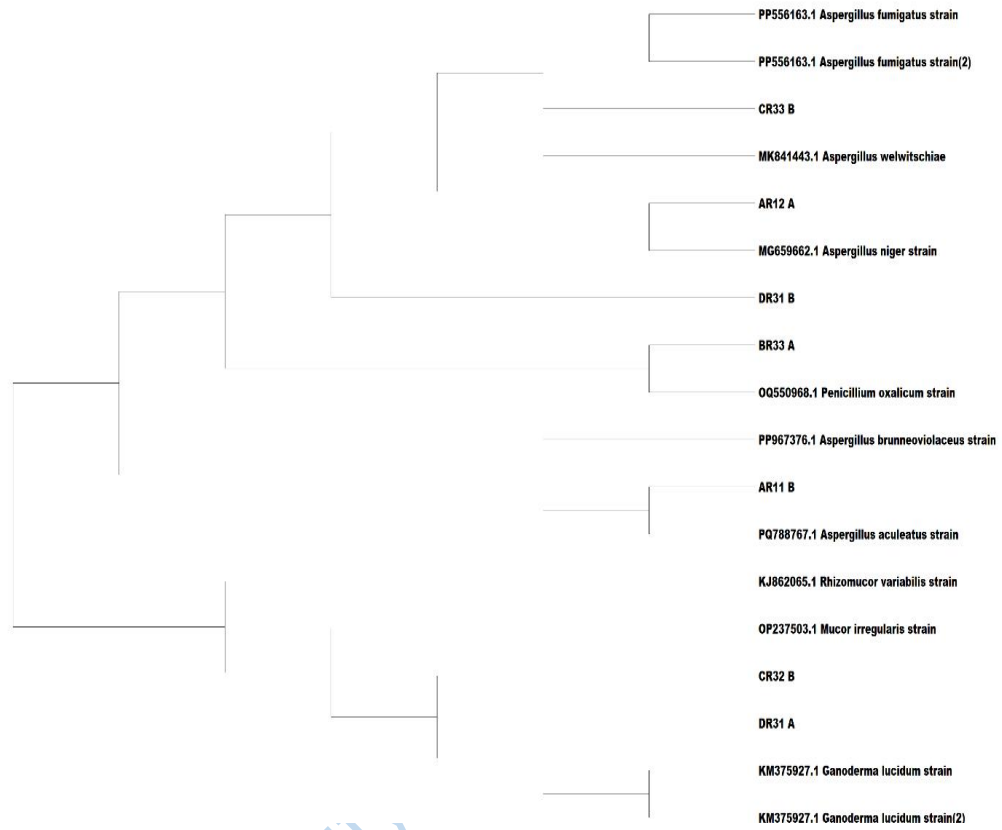 PP556163.1 Aspergillus fumigatus strain
PP556163.1 Aspergillus fumigatus strain(2)
CR33 B
MK841443.1 Aspergillus welwitschiae
AR12 A
MG659662.1 Aspergillus niger strain
DR31 B
BR33 A
OQ550968.1 Penicillium oxalicum strain
PP967376.1 Aspergillus brunneoviolaceus strain
AR11 B
PQ788767.1 Aspergillus aculeatus strain
KJ862065.1 Rhizomucor variabilis strain
OP237503.1 Mucor irregularis strain
CR32 B
DR31 A
KM375927.1 Ganoderma lucidum strain
KM375927.1 Ganoderma lucidum strain(2)